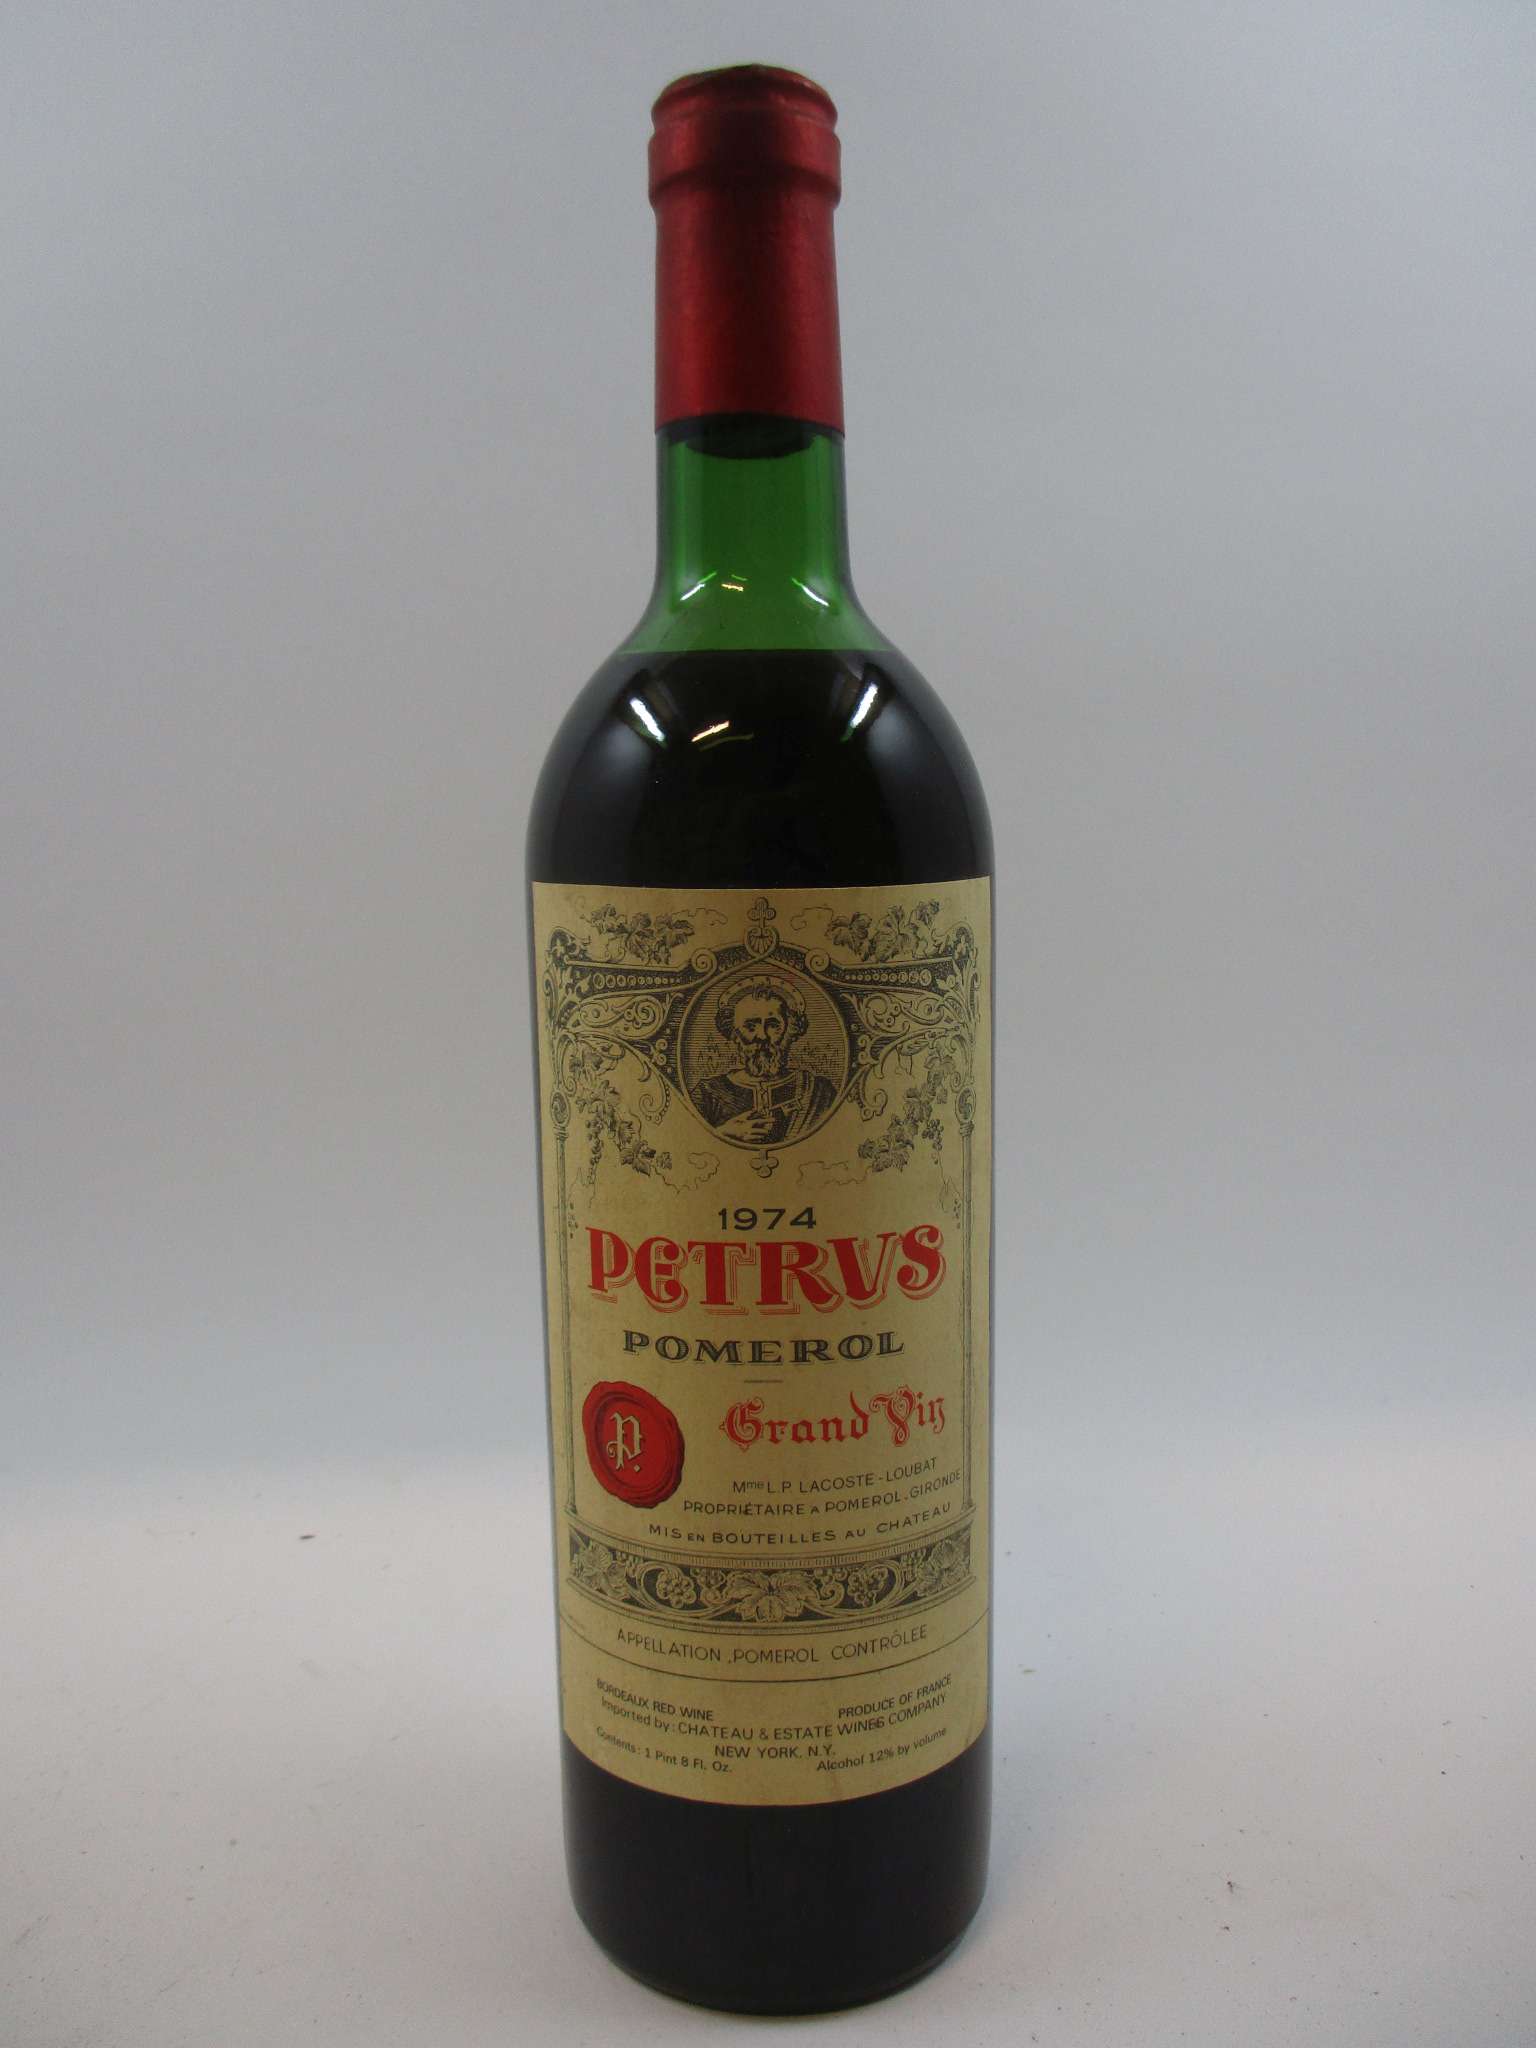 1974
PETRVS
POMEROL
Grand Vin
P.
Mme L.P. LACOSTE-LOUBAT
PROPRIÉTAIRE A POMEROL. GIRONDE
MIS EN BOUTEILLES AU CHATEAU
APPELLATION POMEROL CONTRÔLÉE
BORDEAUX RED WINE PRODUCE OF FRANCE
Imported by: CHATEAU & ESTATE WINES COMPANY
NEW YORK, N.Y.
Contents: 1 Pint 8 Fl. Oz. Alcohol 12% by volume